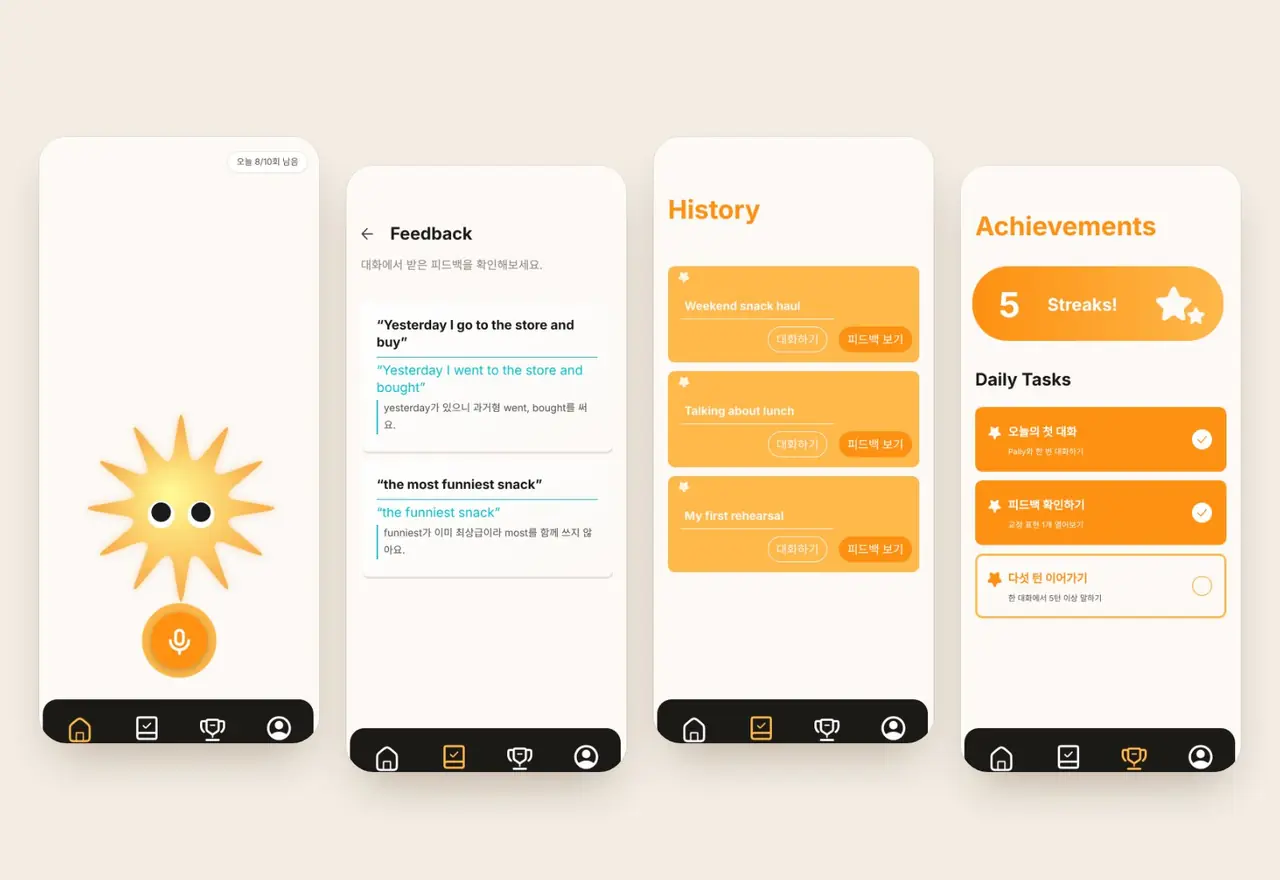 오늘 8/10회 남음
Feedback
대화에서 받은 피드백을 확인해보세요.
“Yesterday I go to the store and
buy”
“Yesterday I went to the store and
bought”
yesterday가 있으니 과거형 went, bought를 써
요.
“the most funniest snack”
“the funniest snack”
funniest가 이미 최상급이라 most를 함께 쓰지 않
아요.
History
Weekend snack haul
대화하기
피드백 보기
Talking about lunch
대화하기
피드백 보기
My first rehearsal
대화하기
피드백 보기
Achievements
5 Streaks!
Daily Tasks
오늘의 첫 대화
Pally와 한 번 대화하기
피드백 확인하기
교정 표현 1개 열어보기
다섯 턴 이어가기
한 대화에서 5턴 이상 말하기